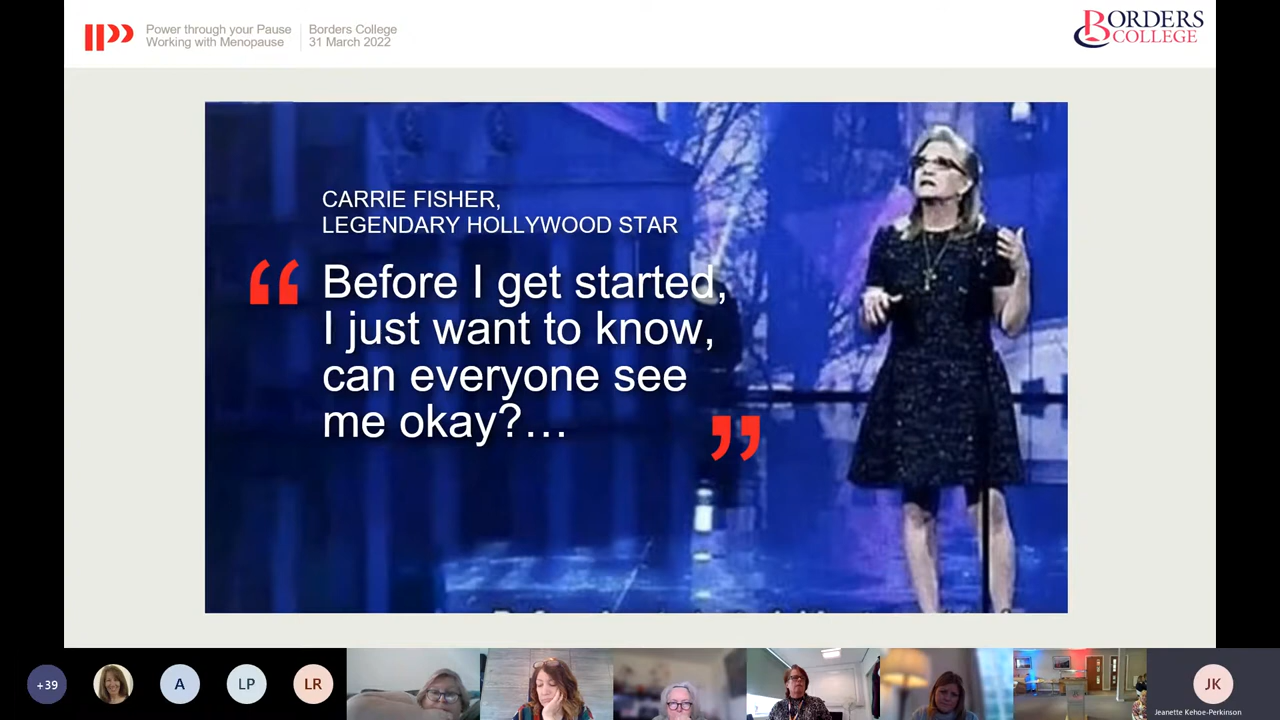 Power through your Pause
Working with Menopause
Borders College
31 March 2022
BORDERS
COLLEGE
CARRIE FISHER,
LEGENDARY HOLLYWOOD STAR
“ Before I get started,
I just want to know,
can everyone see
me okay?... ”
+39
A
LP
LR
JK
Jeanette Kehoe-Perkinson